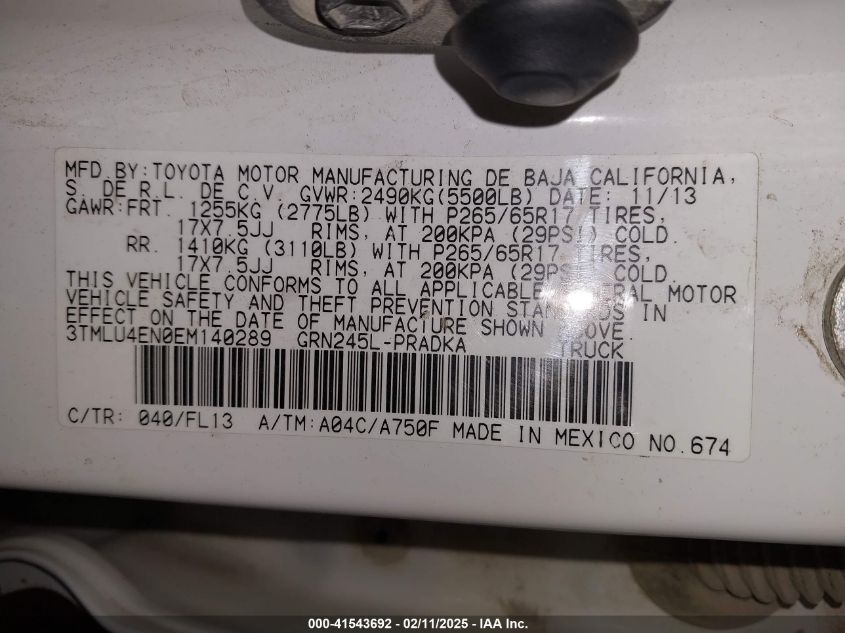 MFD.BY:TOYOTA MOTOR MANUFACTURING DE BAJA CALIFORNIA,
S. DE R.L. DE C.V. GVWR:2490KG(5500LB) DATE: 11/13
GAWR:FRT. 1255KG (2775LB) WITH P265/65R17 TIRES,
17X7.5JJ RIMS, AT 200KPA (29PSI) COLD.
RR. 1410KG (3110LB) WITH P265/65R17 TIRES,
17X7.5JJ RIMS, AT 200KPA (29PSI) COLD.
THIS VEHICLE CONFORMS TO ALL APPLICABLE MOTOR
VEHICLE SAFETY AND THEFT PREVENTION STANDARDS IN
EFFECT ON THE DATE OF MANUFACTURE SHOWN ABOVE.
3TMLU4EN0EM140289 GRN245L-PRADKA TRUCK
C/TR: 040/FL13 A/TM:A04C/A750F MADE IN MEXICO NO.674
000-41543692 - 02/11/2025 - IAA Inc.